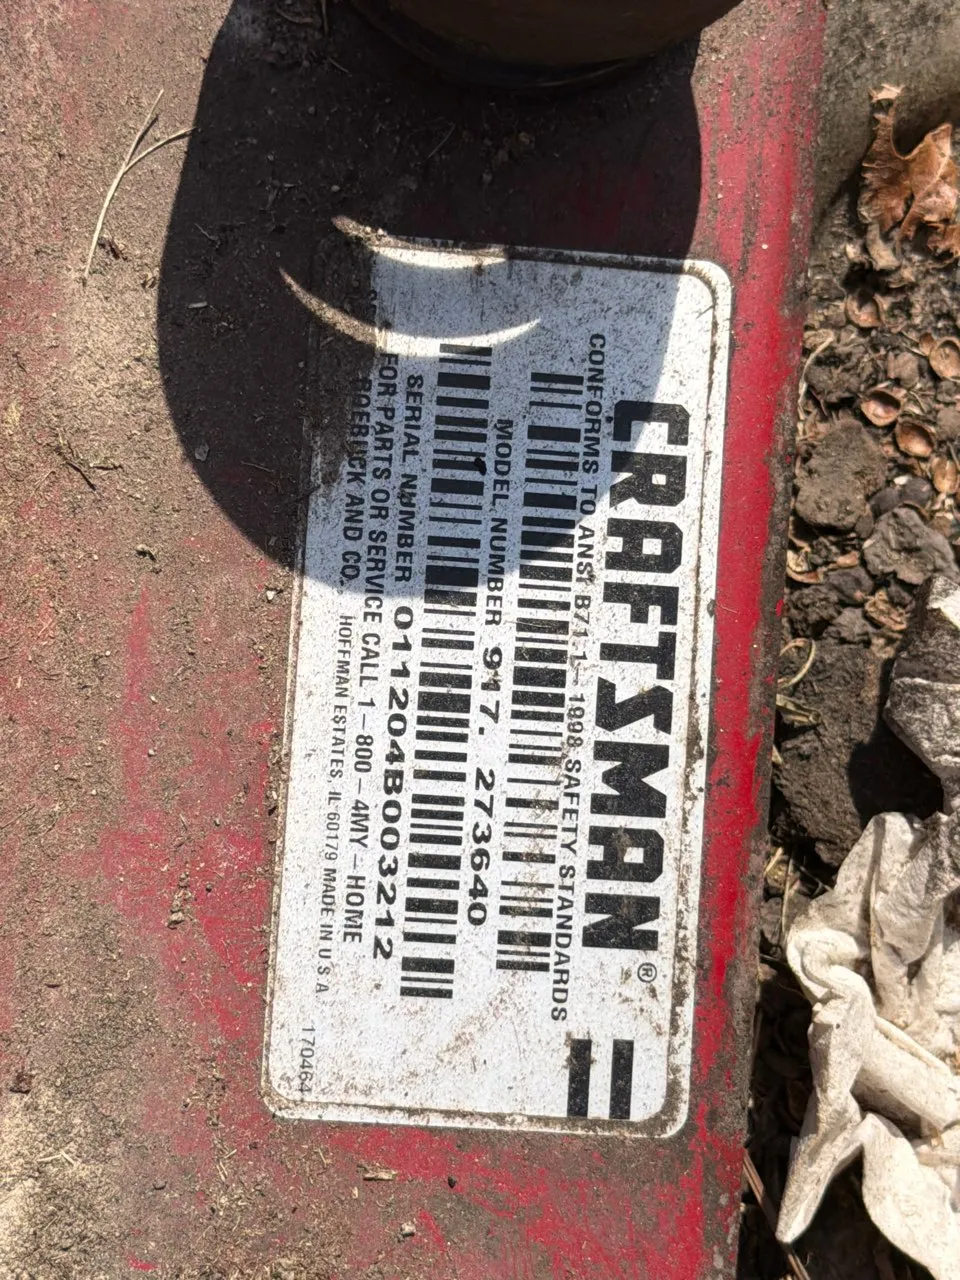 CRAFTSMAN®
CONFORMS TO ANSI B71.1-1998 SAFETY STANDARDS
MODEL NUMBER 917.273640
SERIAL NUMBER 011204B003212
FOR PARTS OR SERVICE CALL 1-800-4MY-HOME
ROEBUCK AND CO. HOFFMAN ESTATES, IL 60179 MADE IN U.S.A.
170464